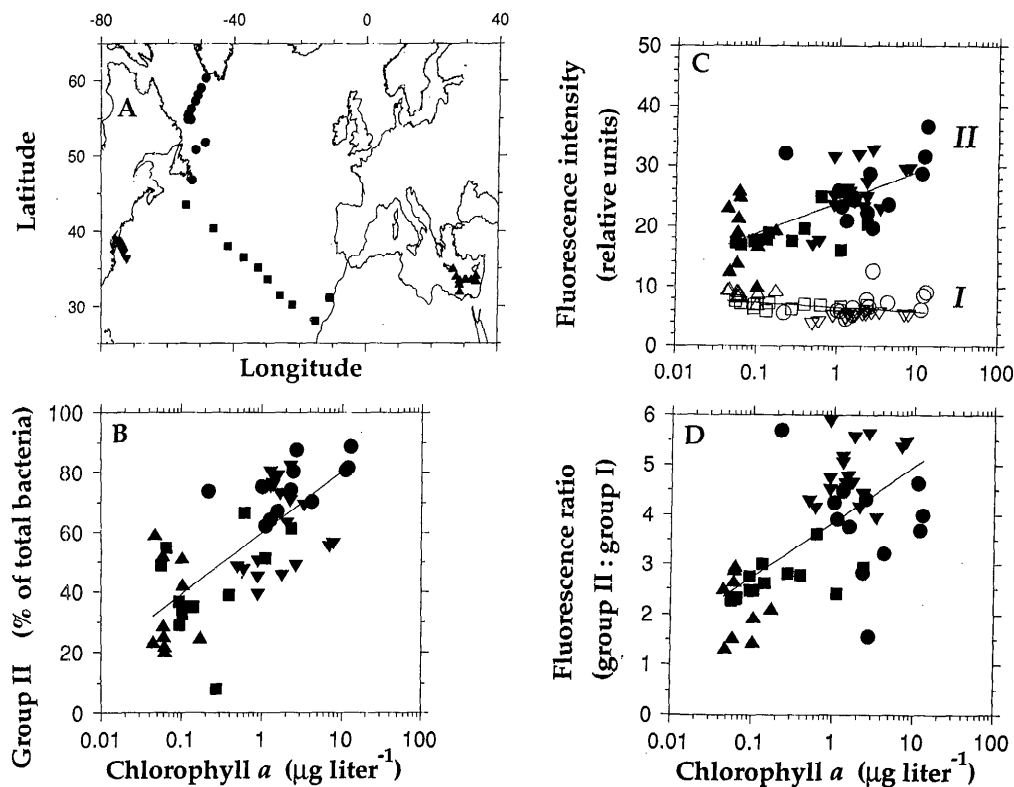 -80 -40 0 40
60
50
40
30
A
Latitude
Longitude
50
40
30
20
10
0
C
II
I
Fluorescence intensity
(relative units)
0.01 0.1 1 10 100
100
80
60
40
20
0
B
Group II (% of total bacteria)
0.01 0.1 1 10 100
Chlorophyll a (μg liter⁻¹)
6
5
4
3
2
1
0
D
Fluorescence ratio
(group II : group I)
0.01 0.1 1 10 100
Chlorophyll a (μg liter⁻¹)